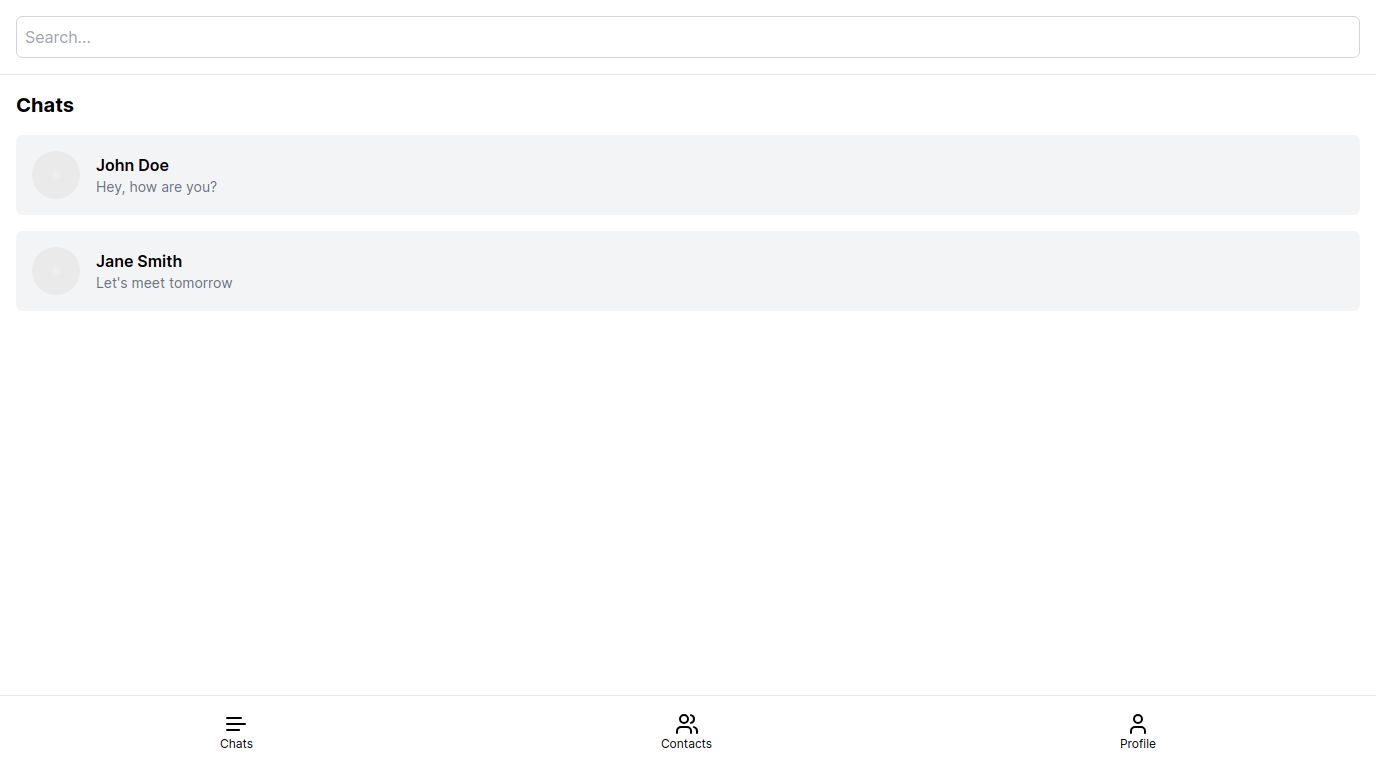 Search...
Chats
John Doe
Hey, how are you?
Jane Smith
Let's meet tomorrow
Chats
Contacts
Profile